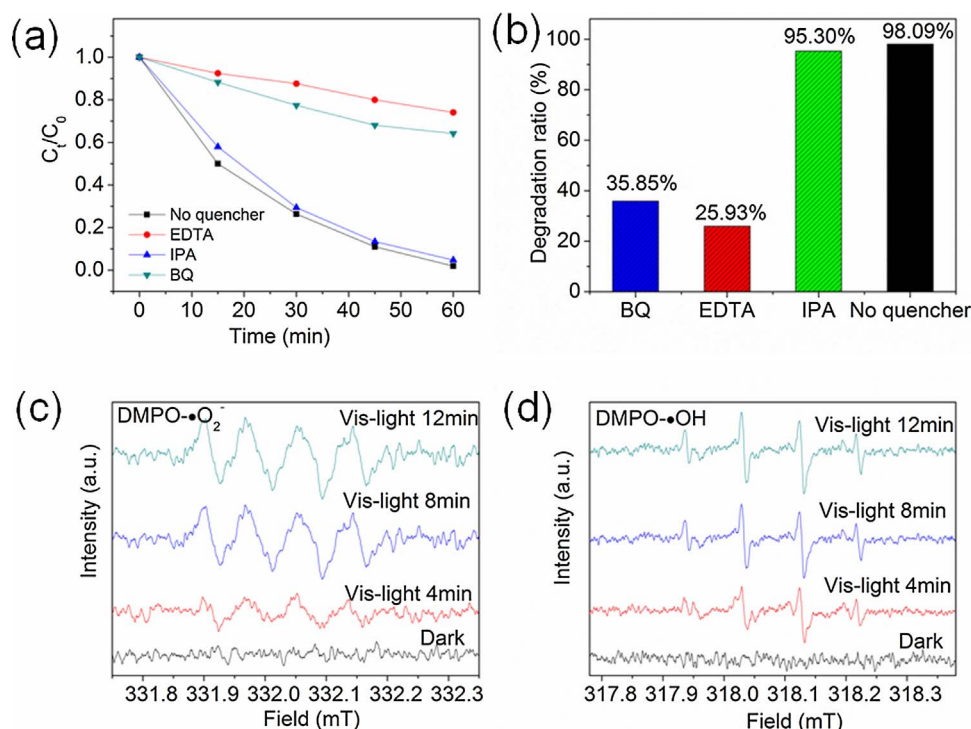 (a)
1.0
0.8
0.6
0.4
0.2
0.0
Ct/C0
No quencher
EDTA
IPA
BQ
0 10 20 30 40 50 60
Time (min)
(b)
100
80
60
40
20
0
Degradation ratio (%)
35.85%
25.93%
95.30%
98.09%
BQ EDTA IPA No quencher
(c)
DMPO-•O2-
Vis-light 12min
Vis-light 8min
Vis-light 4min
Dark
Intensity (a.u.)
331.8 331.9 332.0 332.1 332.2 332.3
Field (mT)
(d)
DMPO-•OH
Vis-light 12min
Vis-light 8min
Vis-light 4min
Dark
Intensity (a.u.)
317.8 317.9 318.0 318.1 318.2 318.3
Field (mT)